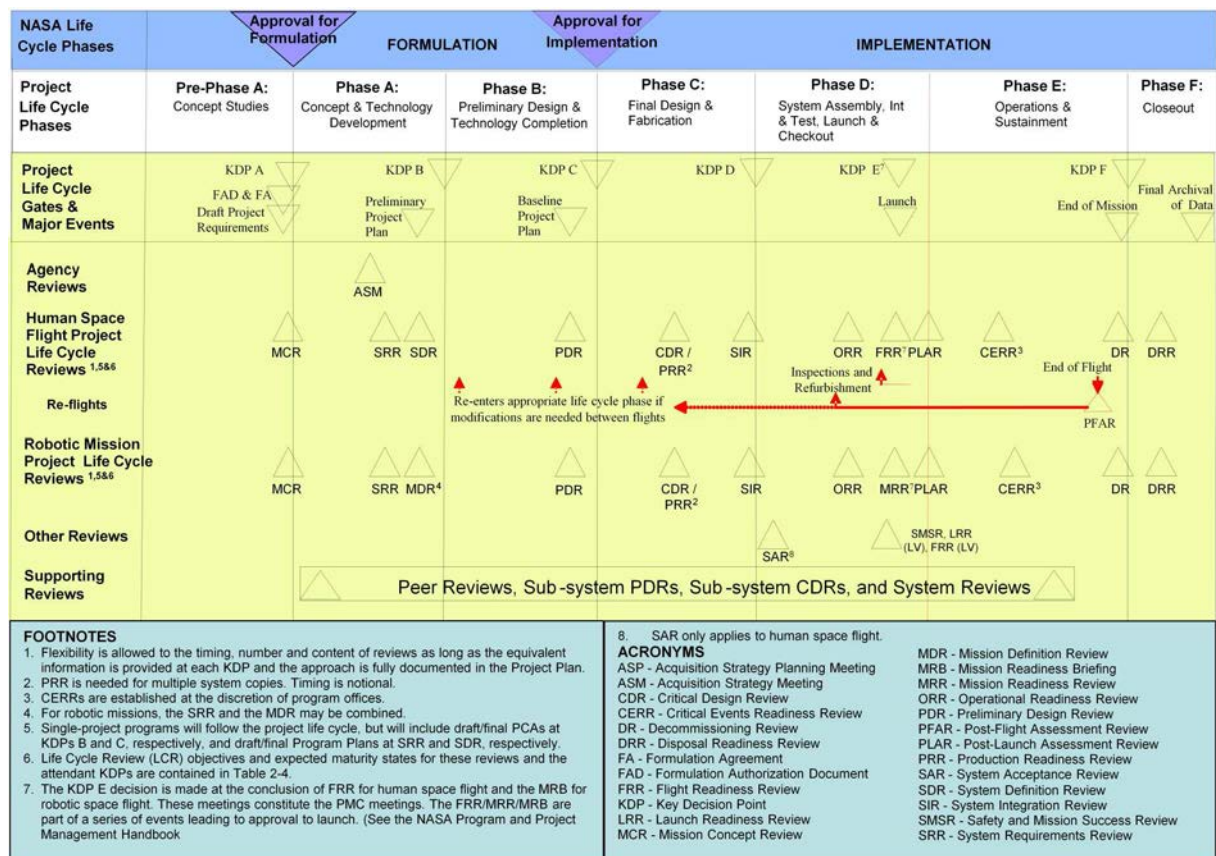 NASA Life
Cycle Phases
Approval for
Formulation
FORMULATION
Approval for
Implementation
IMPLEMENTATION
Project
Life Cycle
Phases
Pre-Phase A:
Concept Studies
Phase A:
Concept & Technology
Development
Phase B:
Preliminary Design &
Technology Completion
Phase C:
Final Design &
Fabrication
Phase D:
System Assembly, Int
& Test, Launch &
Checkout
Phase E:
Operations &
Sustainment
Phase F:
Closeout
Project
Life Cycle
Gates &
Major Events
KDP A
FAD & FA
Draft Project
Requirements
KDP B
Preliminary
Project
Plan
KDP C
Baseline
Project
Plan
KDP D
KDP E7
Launch
KDP F
End of Mission
Final Archival
of Data
Agency
Reviews
ASM
Human Space
Flight Project
Life Cycle
Reviews 1,5&6
MCR
SRR
SDR
PDR
CDR /
PRR2
SIR
ORR
FRR7
PLAR
CERR3
DR
DRR
Re-flights
Re-enters appropriate life cycle phase if
modifications are needed between flights
Inspections and
Refurbishment
End of Flight
PFAR
Robotic Mission
Project Life Cycle
Reviews 1,5&6
MCR
SRR
MDR4
PDR
CDR /
PRR2
SIR
ORR
MRR7
PLAR
CERR3
DR
DRR
Other Reviews
SAR8
SMSR, LRR
(LV), FRR (LV)
Supporting
Reviews
Peer Reviews, Sub-system PDRs, Sub-system CDRs, and System Reviews
FOOTNOTES
1. Flexibility is allowed to the timing, number and content of reviews as long as the equivalent
information is provided at each KDP and the approach is fully documented in the Project Plan.
2. PRR is needed for multiple system copies. Timing is notional.
3. CERRs are established at the discretion of program offices.
4. For robotic missions, the SRR and the MDR may be combined.
5. Single-project programs will follow the project life cycle, but will include draft/final PCAs at
KDPs B and C, respectively, and draft/final Program Plans at SRR and SDR, respectively.
6. Life Cycle Review (LCR) objectives and expected maturity states for these reviews and the
attendant KDPs are contained in Table 2-4.
7. The KDP E decision is made at the conclusion of FRR for human space flight and the MRB for
robotic space flight. These meetings constitute the PMC meetings. The FRR/MRR/MRB are
part of a series of events leading to approval to launch. (See the NASA Program and Project
Management Handbook
8. SAR only applies to human space flight.
ACRONYMS
ASP - Acquisition Strategy Planning Meeting
ASM - Acquisition Strategy Meeting
CDR - Critical Design Review
CERR - Critical Events Readiness Review
DR - Decommissioning Review
DRR - Disposal Readiness Review
FA - Formulation Agreement
FAD - Formulation Authorization Document
FRR - Flight Readiness Review
KDP - Key Decision Point
LRR - Launch Readiness Review
MCR - Mission Concept Review
MDR - Mission Definition Review
MRB - Mission Readiness Briefing
MRR - Mission Readiness Review
ORR - Operational Readiness Review
PDR - Preliminary Design Review
PFAR - Post-Flight Assessment Review
PLAR - Post-Launch Assessment Review
PRR - Production Readiness Review
SAR - System Acceptance Review
SDR - System Definition Review
SIR - System Integration Review
SMSR - Safety and Mission Success Review
SRR - System Requirements Review